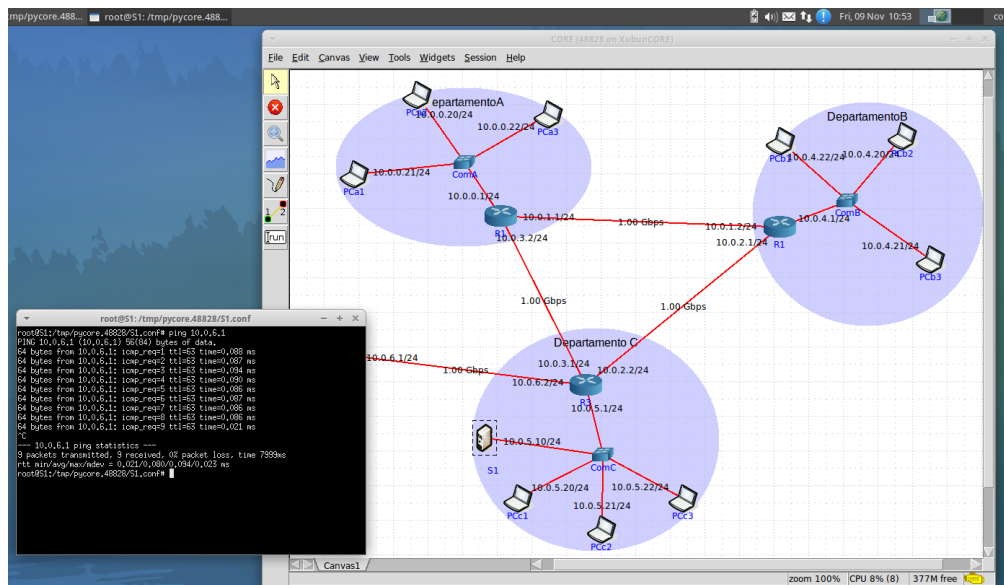 tmp/pycore.488... root@S1: /tmp/pycore.488...
Fri, 09 Nov 10:53
co
CORE (48828 on XubunCORE)
File Edit Canvas View Tools Widgets Session Help
epartamentoA
10.0.0.20/24
10.0.0.22/24
PCa3
10.0.0.21/24
PCa1
ComA
10.0.0.1/24
R1
10.0.1.1/24
10.0.3.2/24
1.00 Gbps
DepartamentoB
PCb1
10.0.4.22/24
10.0.4.20/24
PCb2
ComB
10.0.4.1/24
10.0.1.2/24
R1
10.0.2.1/24
10.0.4.21/24
PCb3
1.00 Gbps
1.00 Gbps
Departamento C
10.0.3.1/24
10.0.2.2/24
10.0.6.1/24
1.00 Gbps
10.0.6.2/24
R3
10.0.5.1/24
10.0.5.10/24
S1
ComC
10.0.5.20/24
10.0.5.22/24
10.0.5.21/24
PCc1
PCc3
PCc2
1 2
run
root@S1: /tmp/pycore.48828/S1.conf
root@S1:/tmp/pycore.48828/S1.conf# ping 10.0.6.1
PING 10.0.6.1 (10.0.6.1) 56(84) bytes of data.
64 bytes from 10.0.6.1: icmp_req=1 ttl=63 time=0.088 ms
64 bytes from 10.0.6.1: icmp_req=2 ttl=63 time=0.087 ms
64 bytes from 10.0.6.1: icmp_req=3 ttl=63 time=0.094 ms
64 bytes from 10.0.6.1: icmp_req=4 ttl=63 time=0.090 ms
64 bytes from 10.0.6.1: icmp_req=5 ttl=63 time=0.086 ms
64 bytes from 10.0.6.1: icmp_req=6 ttl=63 time=0.087 ms
64 bytes from 10.0.6.1: icmp_req=7 ttl=63 time=0.086 ms
64 bytes from 10.0.6.1: icmp_req=8 ttl=63 time=0.086 ms
64 bytes from 10.0.6.1: icmp_req=9 ttl=63 time=0.021 ms
^C
--- 10.0.6.1 ping statistics ---
9 packets transmitted, 9 received, 0% packet loss, time 7999ms
rtt min/avg/max/mdev = 0.021/0.080/0.094/0.023 ms
root@S1:/tmp/pycore.48828/S1.conf#
Canvas1
zoom 100% CPU 8% (8) 377M free